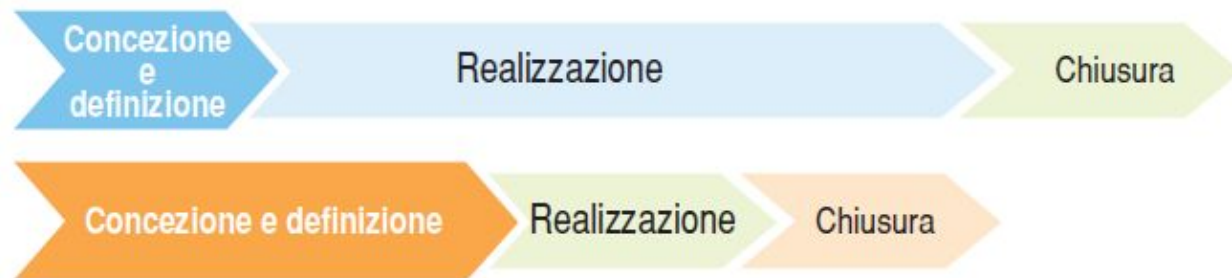 Concezione
e
definizione
Realizzazione
Chiusura
Concezione e definizione
Realizzazione
Chiusura